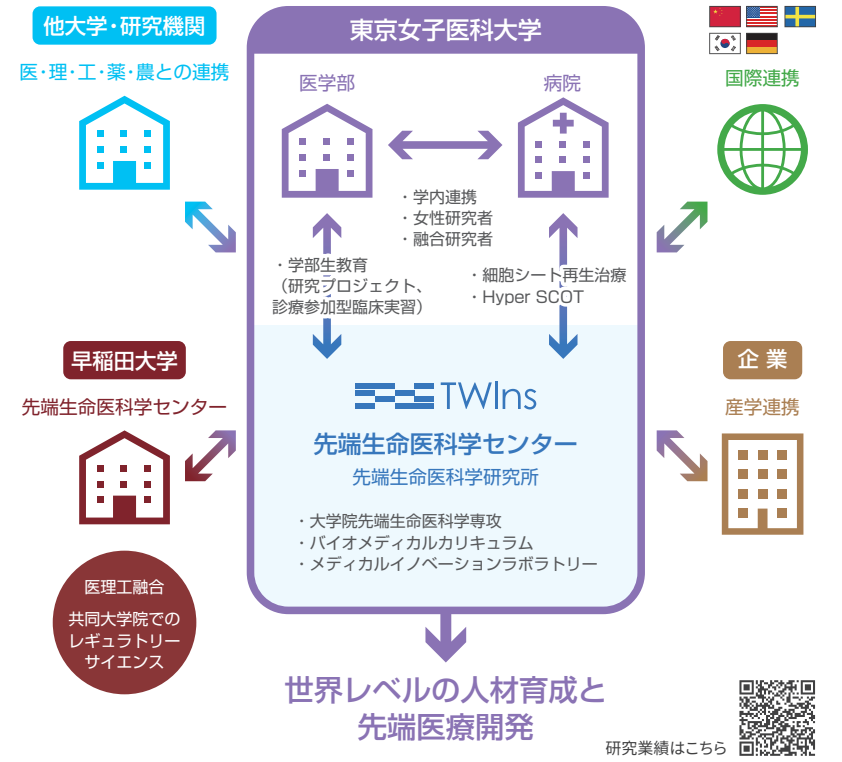 他大学・研究機関
医・理・工・薬・農との連携
東京女子医科大学
医学部
病院
・学内連携
・女性研究者
・融合研究者
・学部生教育
（研究プロジェクト、
診療参加型臨床実習）
・細胞シート再生治療
・Hyper SCOT
国際連携
早稲田大学
先端生命医科学センター
医理工融合
共同大学院での
レギュラトリー
サイエンス
TWIns
先端生命医科学センター
先端生命医科学研究所
・大学院先端生命医科学専攻
・バイオメディカルカリキュラム
・メディカルイノベーションラボラトリー
企業
産学連携
世界レベルの人材育成と
先端医療開発
研究業績はこちら